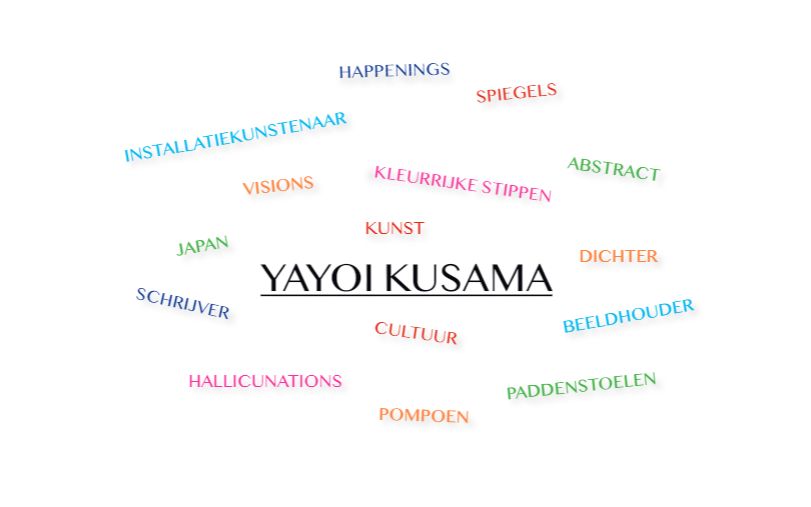 HAPPENINGS
SPIEGELS
INSTALLATIEKUNSTENAAR
ABSTRACT
VISIONS
KLEURRIJKE STIPPEN
KUNST
JAPAN
DICHTER
YAYOI KUSAMA
SCHRIJVER
BEELDHOUDER
CULTUUR
HALLICUNATIONS
PADDENSTOELEN
POMPOEN